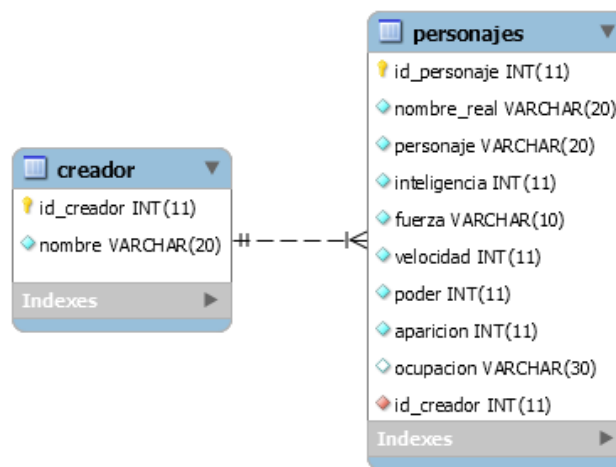 creador
id_creador INT(11)
nombre VARCHAR(20)
Indexes
personajes
id_personaje INT(11)
nombre_real VARCHAR(20)
personaje VARCHAR(20)
inteligencia INT(11)
fuerza VARCHAR(10)
velocidad INT(11)
poder INT(11)
aparicion INT(11)
ocupacion VARCHAR(30)
id_creador INT(11)
Indexes